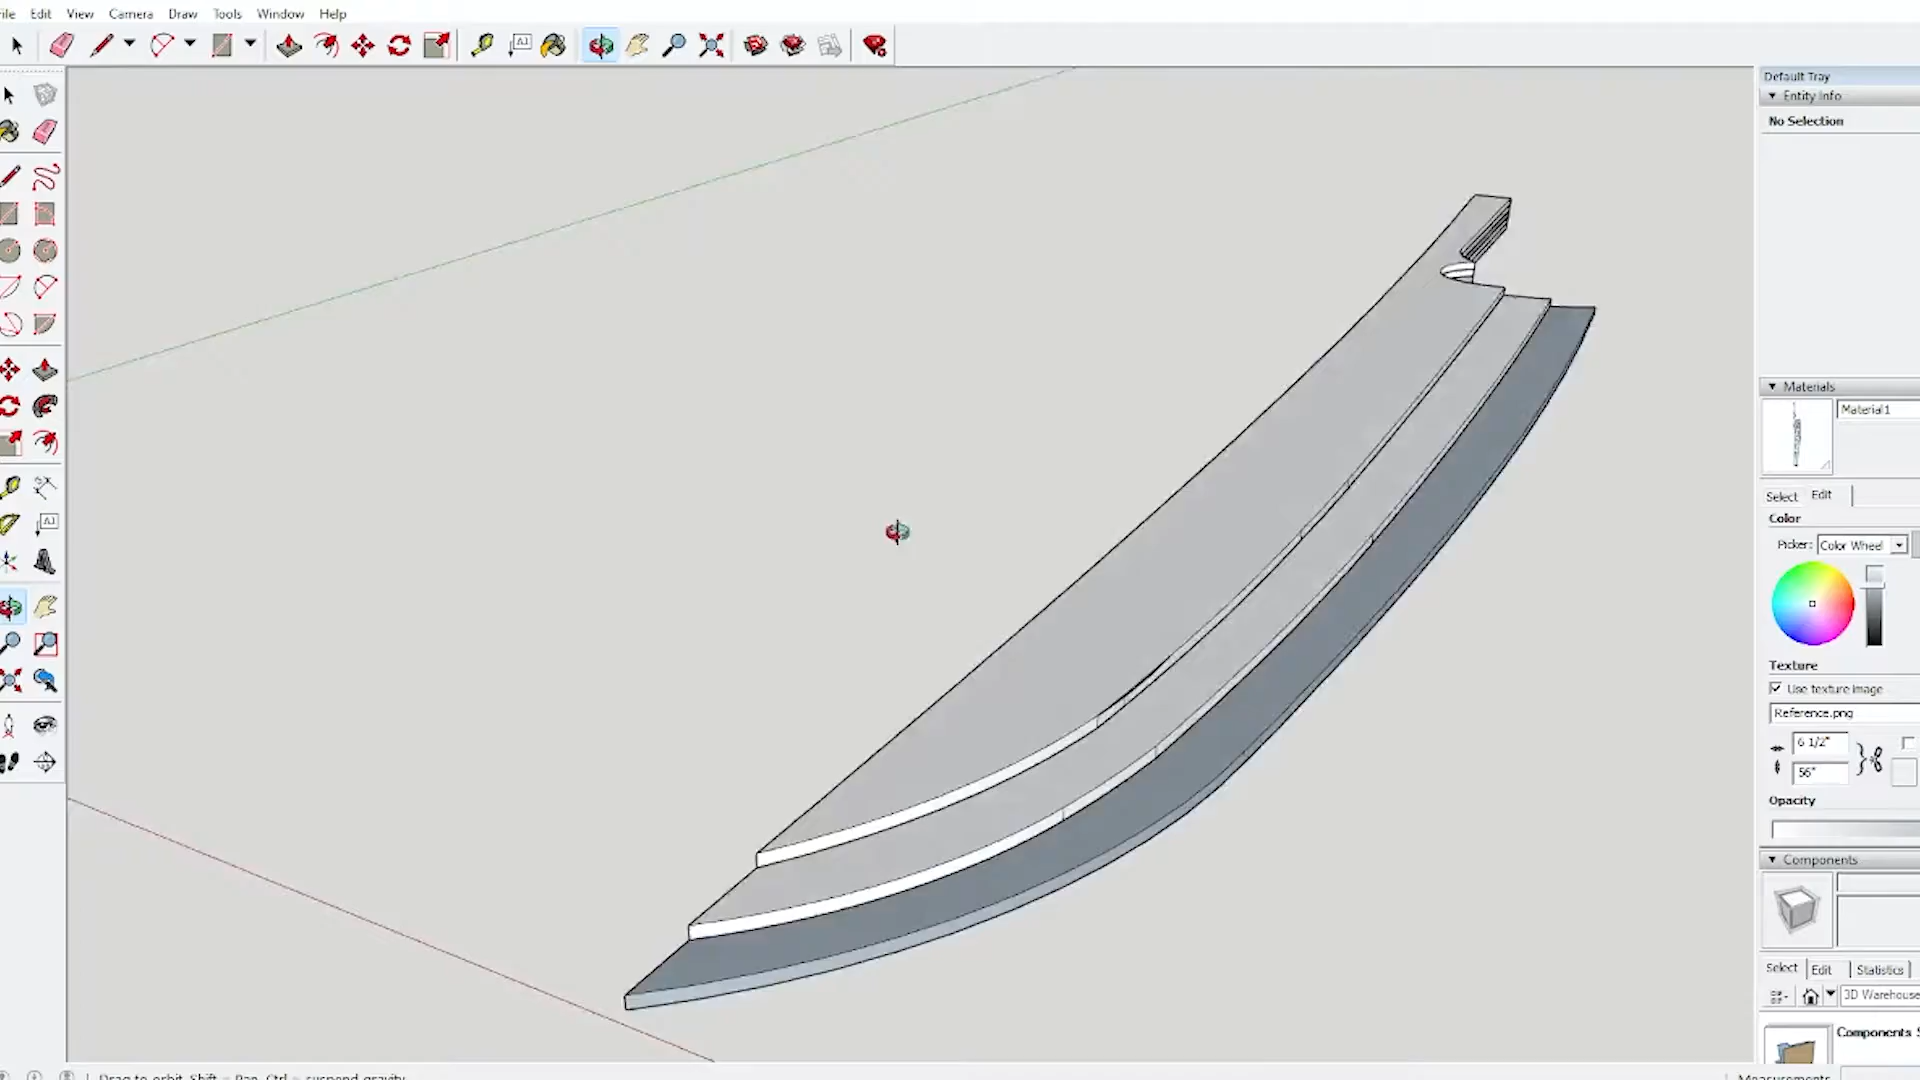 File Edit View Camera Draw Tools Window Help
A1
Default Tray
Entity Info
No Selection
Materials
Material1
Select Edit
Color
Picker: Color Wheel
Texture
Use texture image
Reference.png
6 1/2"
56"
Opacity
Components
Select Edit Statistics
3D Warehouse
Components S
A1
Drag to orbit. Shift = Pan, Ctrl = suspend gravity
Measurements